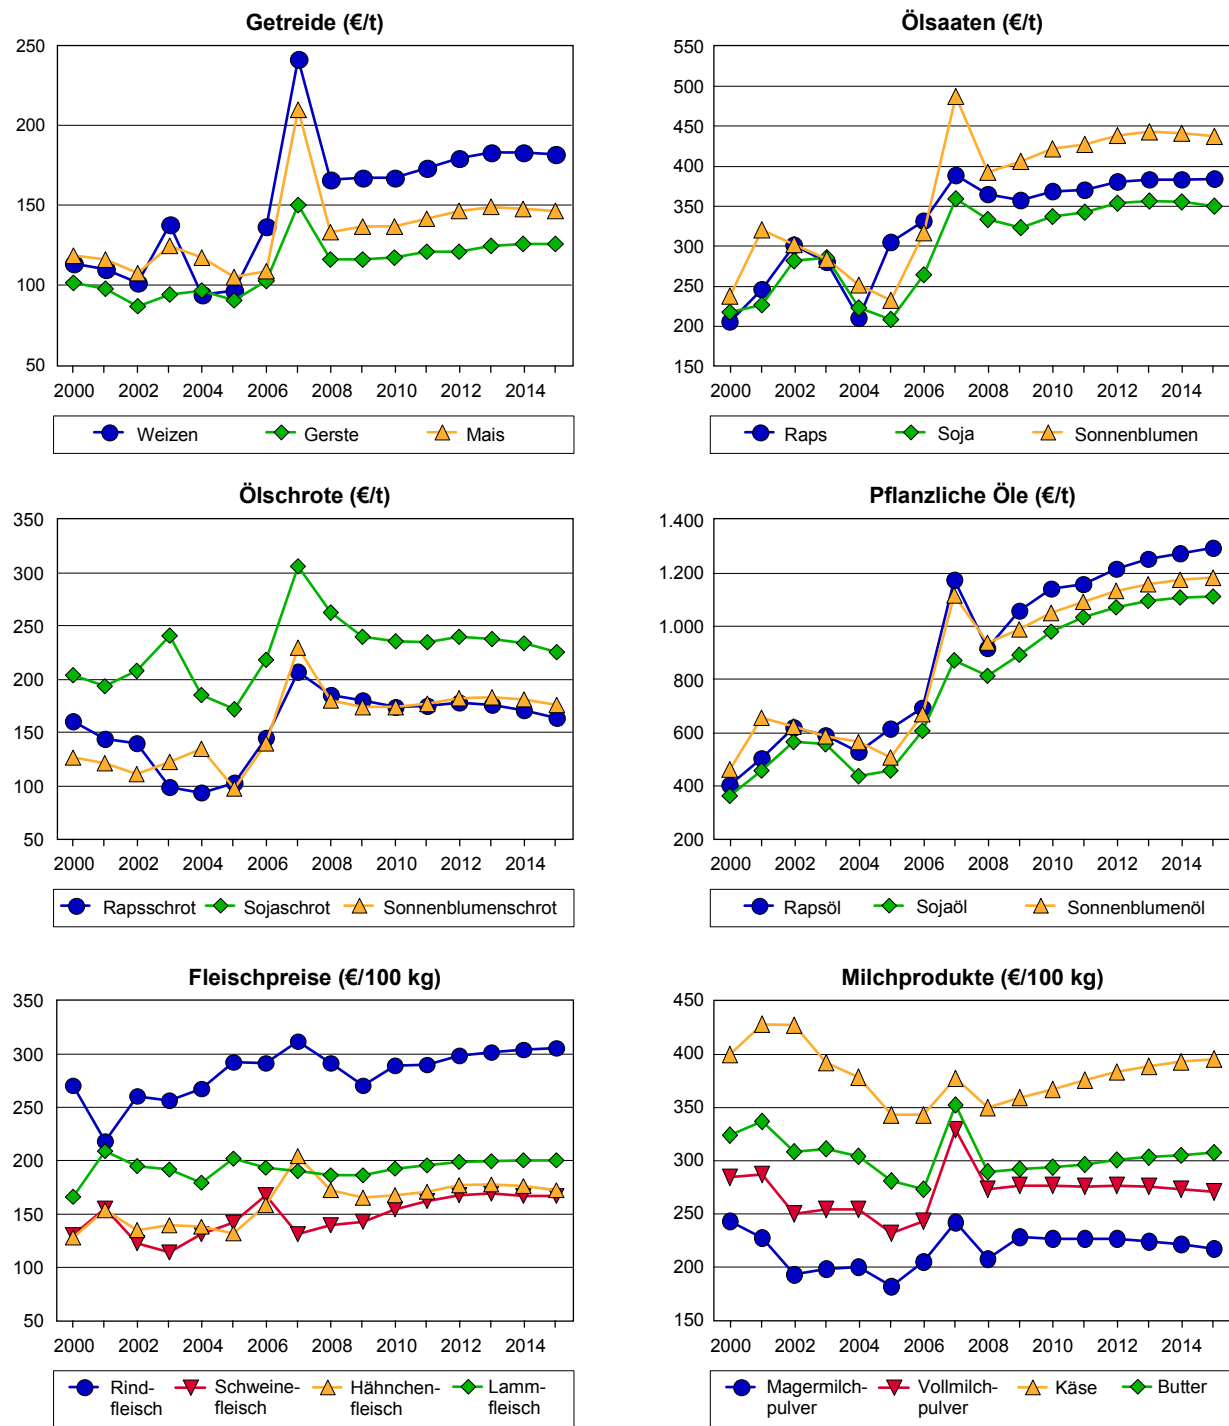 Getreide (€/t)
250
200
150
100
50
2000 2002 2004 2006 2008 2010 2012 2014
Weizen Gerste Mais
Ölsaaten (€/t)
550
500
450
400
350
300
250
200
150
2000 2002 2004 2006 2008 2010 2012 2014
Raps Soja Sonnenblumen
Ölschrote (€/t)
350
300
250
200
150
100
50
2000 2002 2004 2006 2008 2010 2012 2014
Rapsschrot Sojaschrot Sonnenblumenschrot
Pflanzliche Öle (€/t)
1.400
1.200
1.000
800
600
400
200
2000 2002 2004 2006 2008 2010 2012 2014
Rapsöl Sojaöl Sonnenblumenöl
Fleischpreise (€/100 kg)
350
300
250
200
150
100
50
2000 2002 2004 2006 2008 2010 2012 2014
Rind-
fleisch
Schweine-
fleisch
Hähnchen-
fleisch
Lamm-
fleisch
Milchprodukte (€/100 kg)
450
400
350
300
250
200
150
2000 2002 2004 2006 2008 2010 2012 2014
Magermilch-
pulver
Vollmilch-
pulver
Käse
Butter